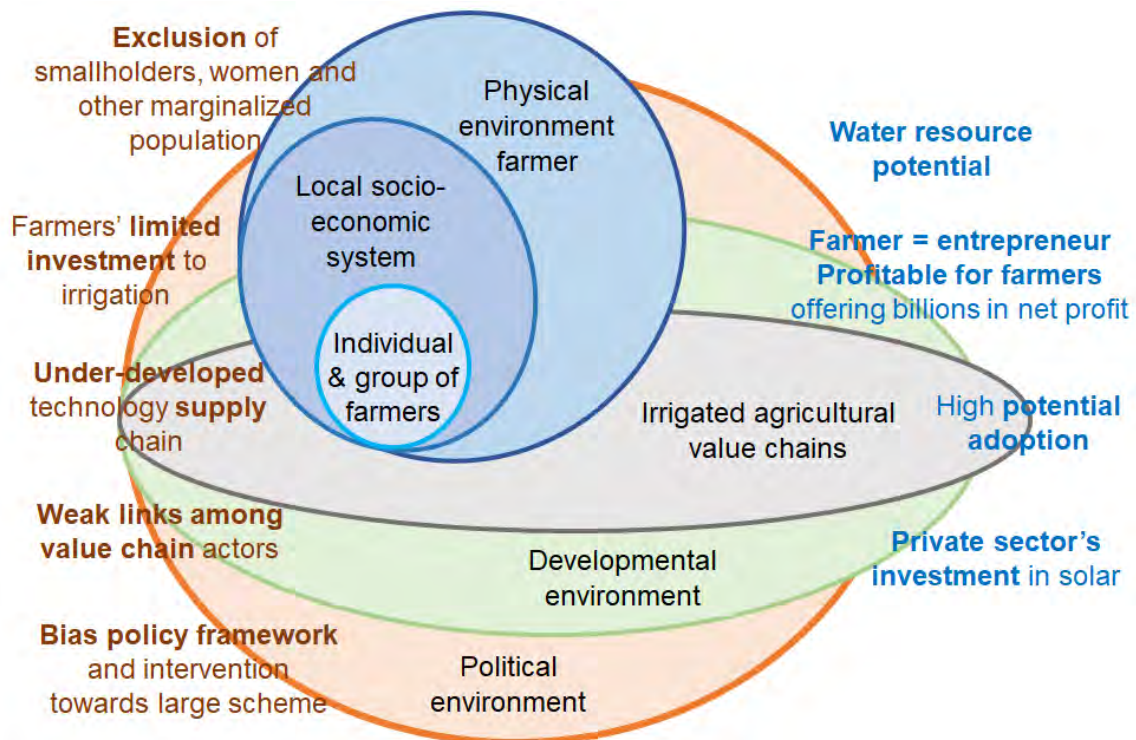 Exclusion of
smallholders, women and
other marginalized
population
Farmers' limited
investment to
irrigation
Under-developed
technology supply
chain
Weak links among
value chain actors
Bias policy framework
and intervention
towards large scheme
Physical
environment
farmer
Local socio-
economic
system
Individual
& group of
farmers
Irrigated agricultural
value chains
Developmental
environment
Political
environment
Water resource
potential
Farmer = entrepreneur
Profitable for farmers
offering billions in net profit
High potential
adoption
Private sector's
investment in solar